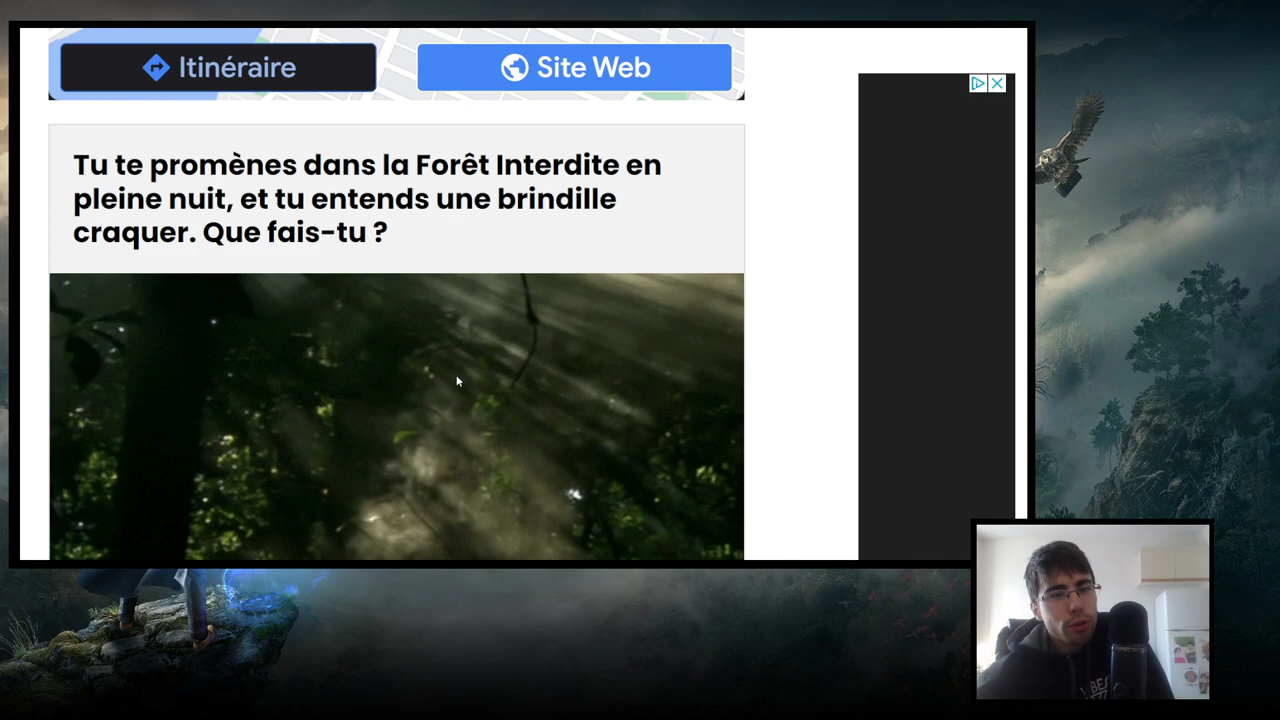 Itinéraire
Site Web
Tu te promènes dans la Forêt Interdite en
pleine nuit, et tu entends une brindille
craquer. Que fais-tu ?